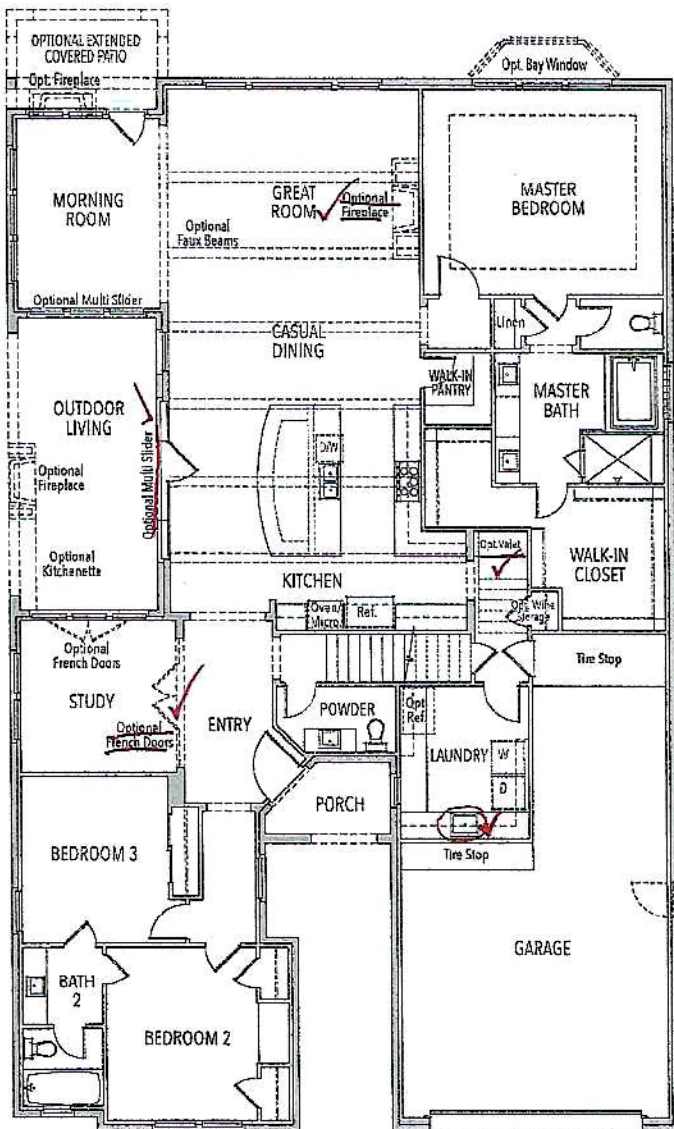 OPTIONAL EXTENDED
COVERED PATIO
Opt. Fireplace
Opt. Bay Window
MORNING
ROOM
GREAT
ROOM
Optional
Fireplace
Optional
Faux Beams
MASTER
BEDROOM
Optional Multi Slider
CASUAL
DINING
Linen
WALK-IN
PANTRY
MASTER
BATH
OUTDOOR
LIVING
Optional Multi Slider
D/W
Optional
Fireplace
Optional
Kitchenette
Opt. Valet
WALK-IN
CLOSET
KITCHEN
Oven/
Micro
Ref.
Opt. Wine
Storage
Optional
French Doors
Tire Stop
STUDY
Optional
French Doors
ENTRY
POWDER
Opt
Ref.
LAUNDRY
W
D
PORCH
BEDROOM 3
Tire Stop
GARAGE
BATH
2
BEDROOM 2